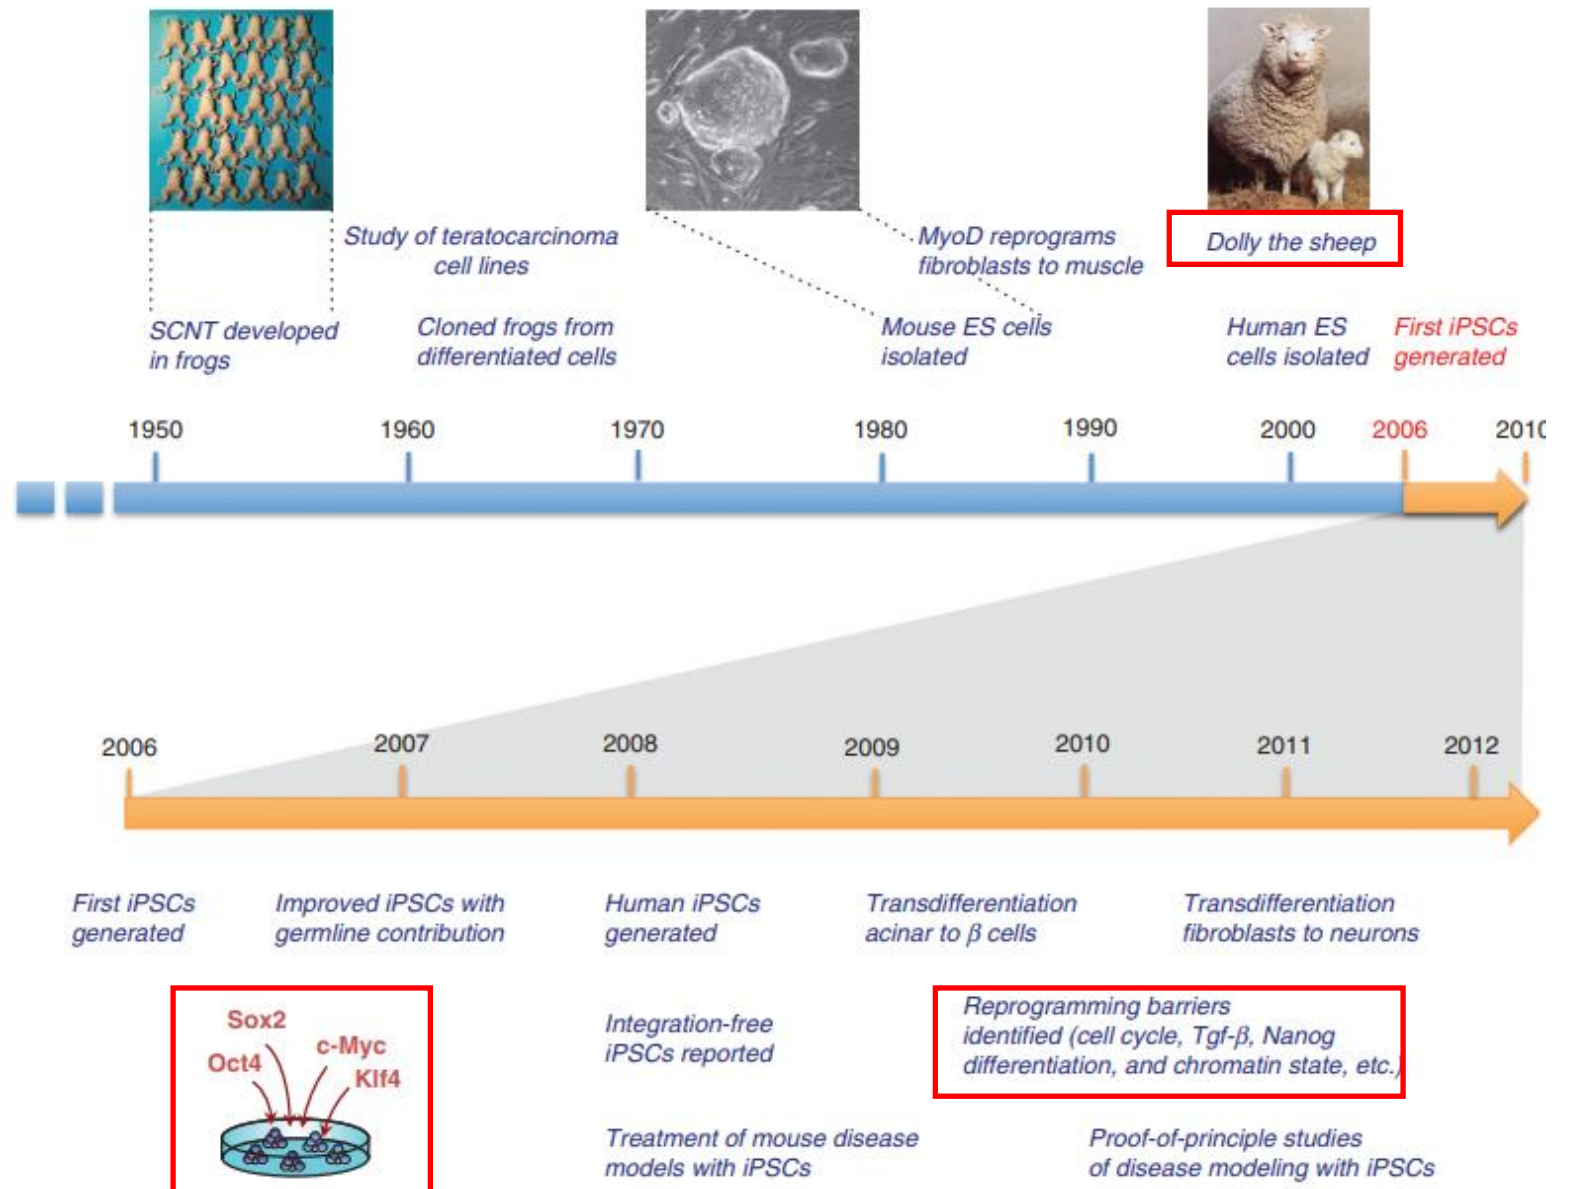 Study of teratocarcinoma
cell lines
MyoD reprograms
fibroblasts to muscle
Dolly the sheep
SCNT developed
in frogs
Cloned frogs from
differentiated cells
Mouse ES cells
isolated
Human ES
cells isolated
First iPSCs
generated
1950
1960
1970
1980
1990
2000
2006
2010
2006
2007
2008
2009
2010
2011
2012
First iPSCs
generated
Improved iPSCs with
germline contribution
Human iPSCs
generated
Transdifferentiation
acinar to β cells
Transdifferentiation
fibroblasts to neurons
Sox2
Oct4
c-Myc
Klf4
Integration-free
iPSCs reported
Reprogramming barriers
identified (cell cycle, Tgf-β, Nanog
differentiation, and chromatin state, etc.)
Treatment of mouse disease
models with iPSCs
Proof-of-principle studies
of disease modeling with iPSCs